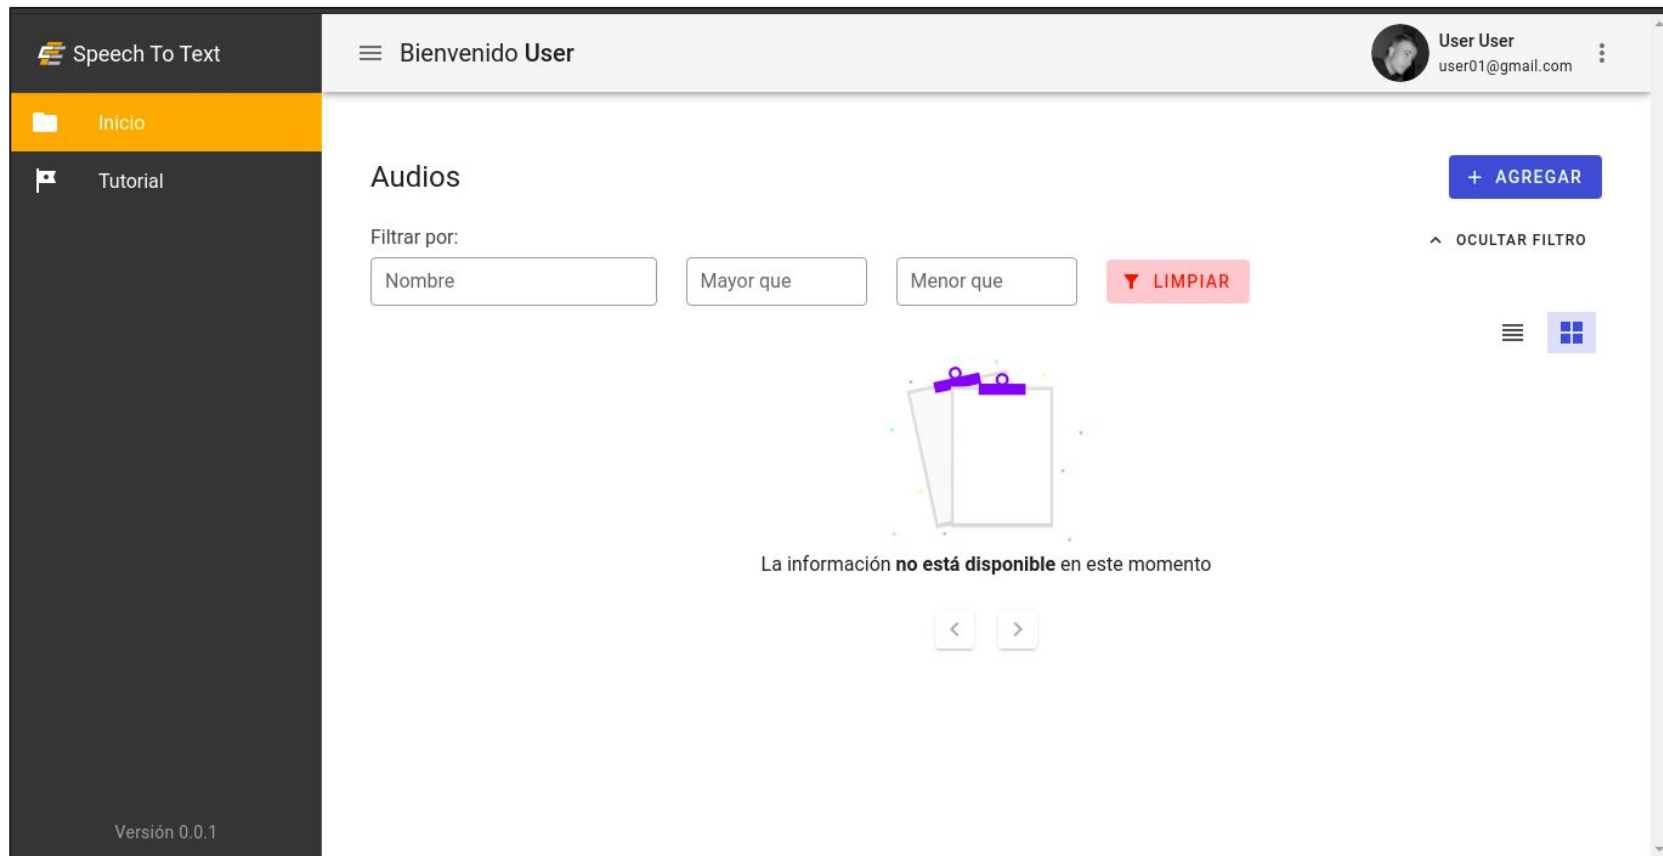 Speech To Text
Bienvenido User
User User
user01@gmail.com
Inicio
Tutorial
Audios
+ AGREGAR
Filtrar por:
OCULTAR FILTRO
Nombre
Mayor que
Menor que
LIMPIAR
La información no está disponible en este momento
Versión 0.0.1